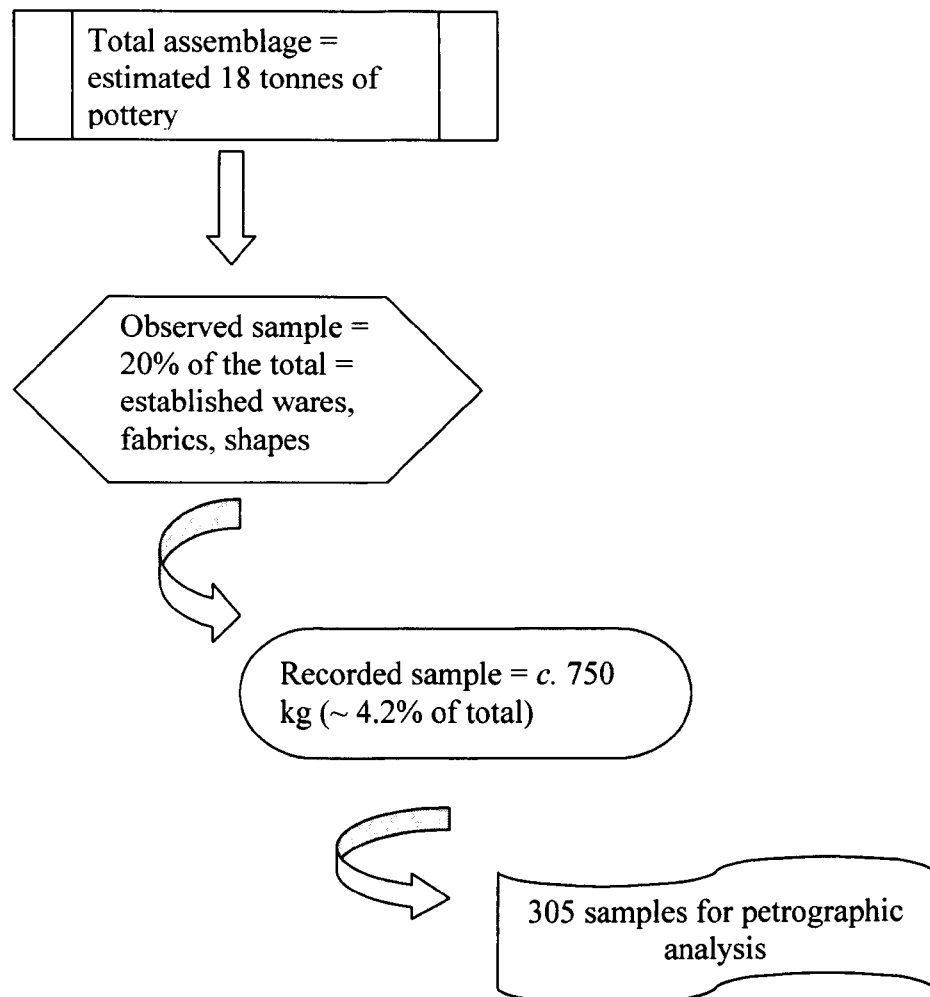 Total assemblage =
estimated 18 tonnes of
pottery
Observed sample =
20% of the total =
established wares,
fabrics, shapes
Recorded sample = c. 750
kg (~ 4.2% of total)
305 samples for petrographic
analysis